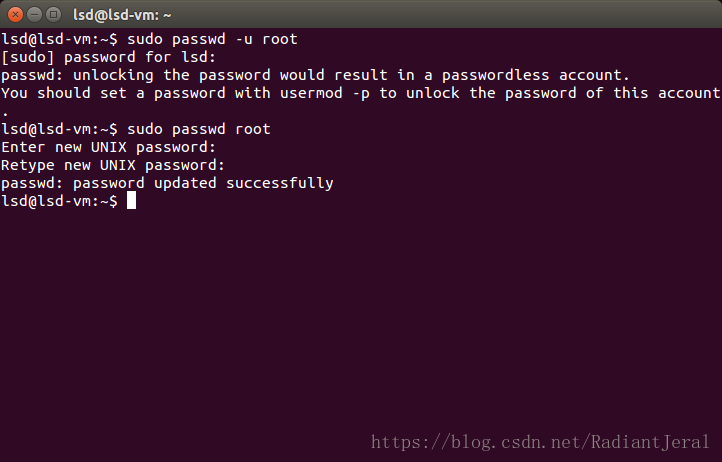 lsd@lsd-vm: ~
lsd@lsd-vm:~$ sudo passwd -u root
[sudo] password for lsd:
passwd: unlocking the password would result in a passwordless account.
You should set a password with usermod -p to unlock the password of this account
.
lsd@lsd-vm:~$ sudo passwd root
Enter new UNIX password:
Retype new UNIX password:
passwd: password updated successfully
lsd@lsd-vm:~$
https://blog.csdn.net/RadiantJeral